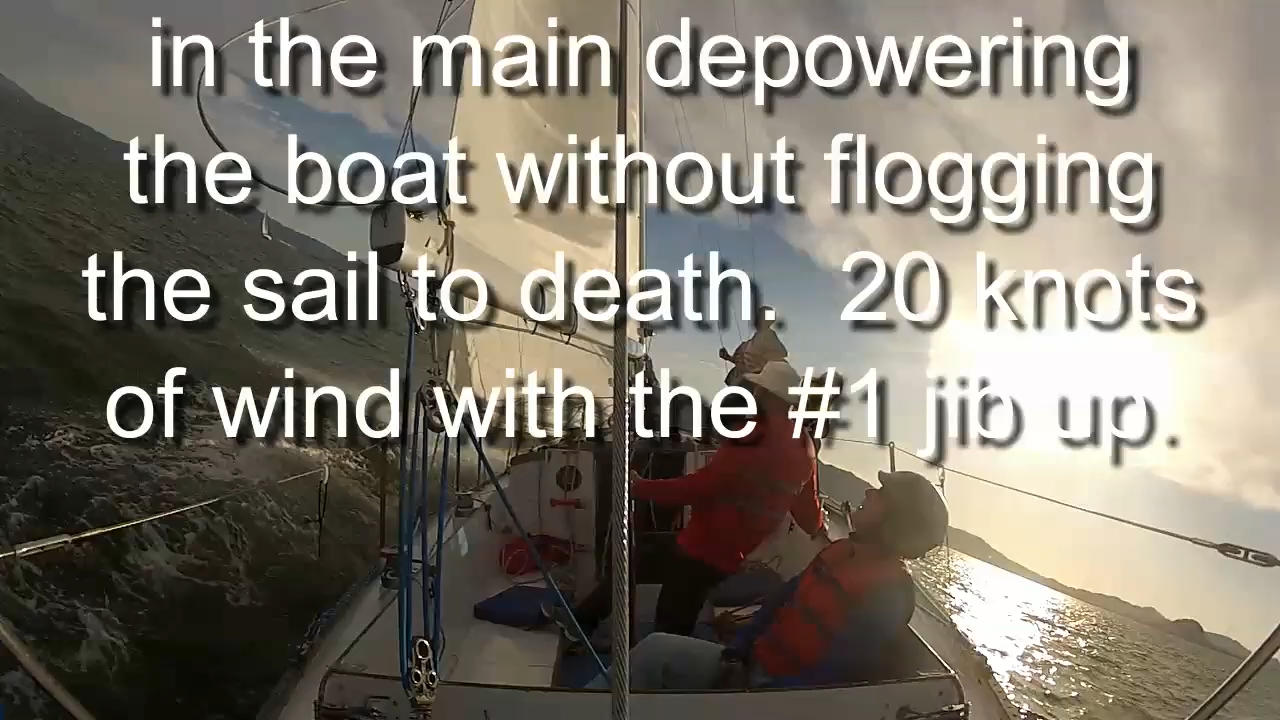 in the main depowering
the boat without flogging
the sail to death.  20 knots
of wind with the #1 jib up.